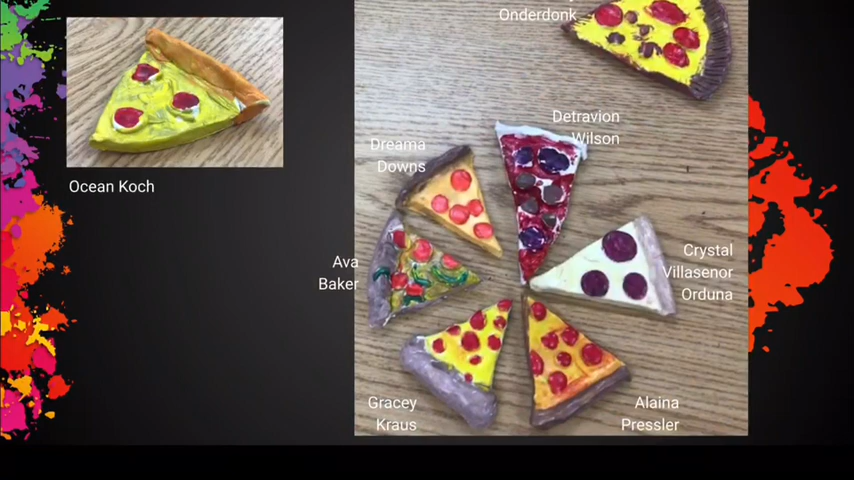 Onderdonk
Detravion
Wilson
Dreama
Downs
Ocean Koch
Ava
Baker
Crystal
Villasenor
Orduna
Gracey
Kraus
Alaina
Pressler